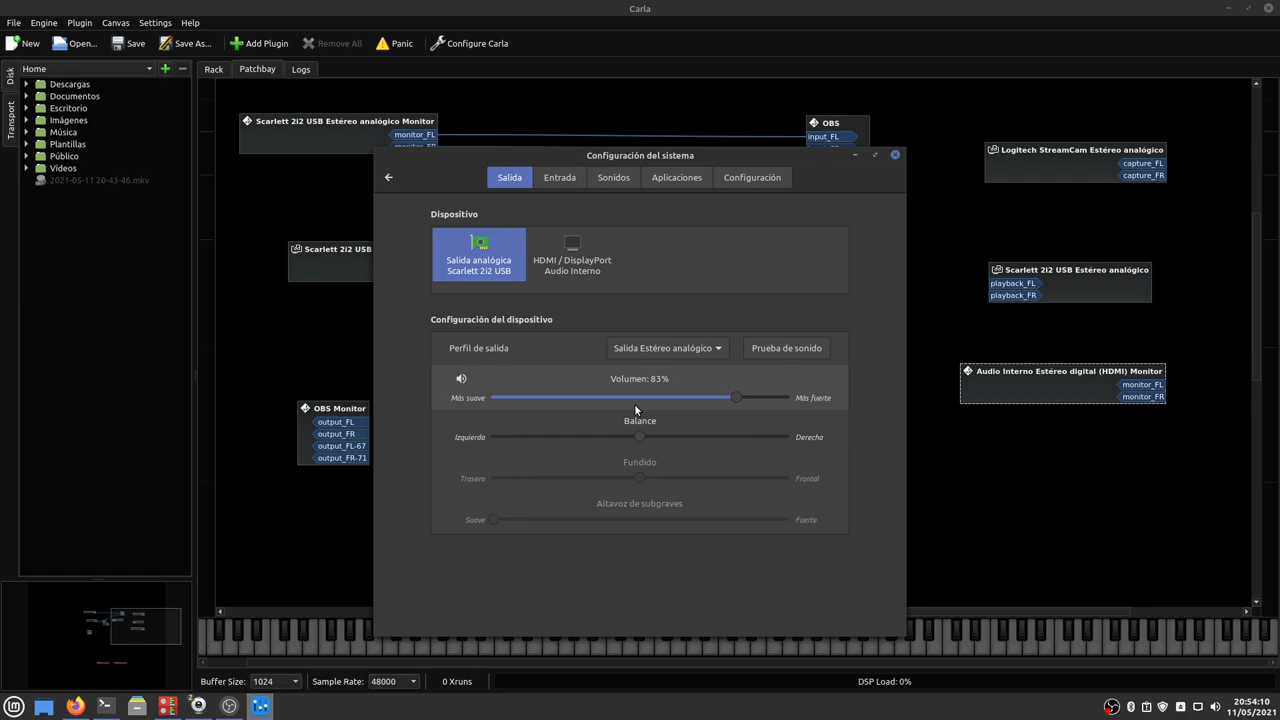 Carla
File Engine Plugin Canvas Settings Help
New Open... Save Save As... Add Plugin Remove All Panic Configure Carla
Disk
Transport
Home
Descargas
Documentos
Escritorio
Imágenes
Música
Plantillas
Público
Vídeos
2021-05-11 20-43-46.mkv
Rack Patchbay Logs
Scarlett 2i2 USB Estéreo analógico Monitor
monitor_FL
OBS
input_FL
Logitech StreamCam Estéreo analógico
capture_FL
capture_FR
Scarlett 2i2 USB
Scarlett 2i2 USB Estéreo analógico
playback_FL
playback_FR
Audio Interno Estéreo digital (HDMI) Monitor
monitor_FL
monitor_FR
OBS Monitor
output_FL
output_FR
output_FL-67
output_FR-71
Configuración del sistema
Salida Entrada Sonidos Aplicaciones Configuración
Dispositivo
Salida analógica
Scarlett 2i2 USB
HDMI / DisplayPort
Audio Interno
Configuración del dispositivo
Perfil de salida Salida Estéreo analógico Prueba de sonido
Volumen: 83%
Más suave Más fuerte
Balance
Izquierda Derecha
Fundido
Trasero Frontal
Altavoz de subgraves
Suave Fuerte
Buffer Size: 1024 Sample Rate: 48000 0 Xruns DSP Load: 0%
20:54:10
11/05/2021